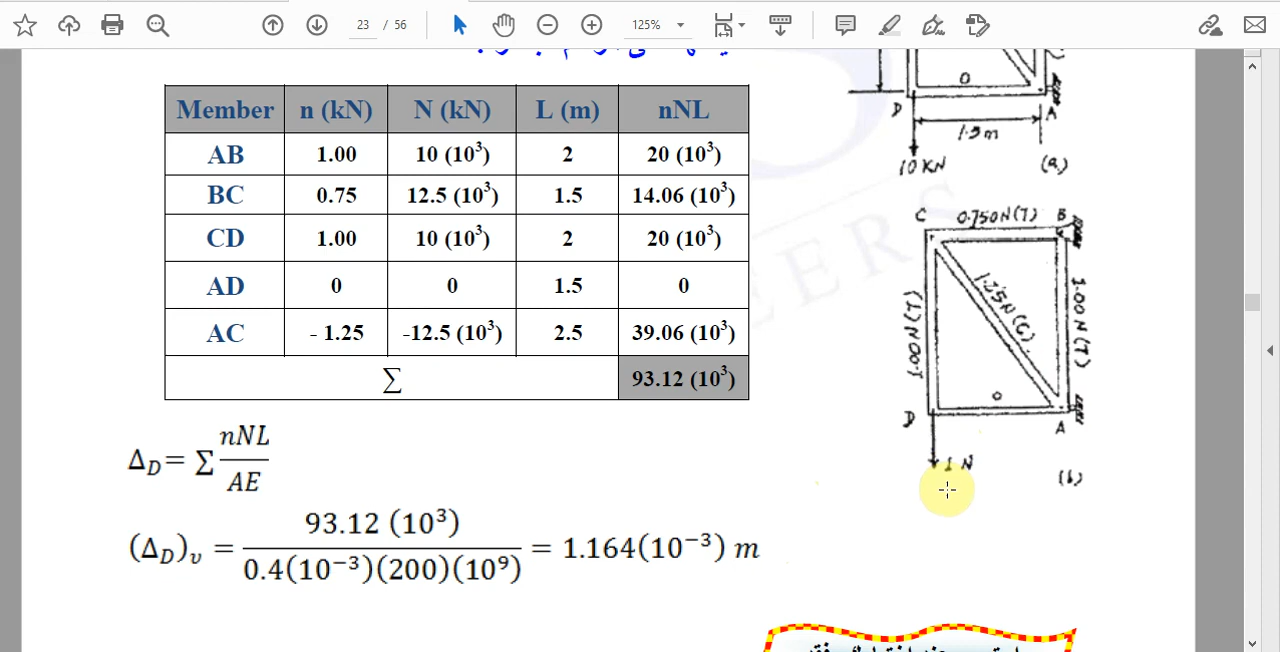 23 / 56
125%
Member n (kN) N (kN) L (m) nNL
AB 1.00 10 (10³) 2 20 (10³)
BC 0.75 12.5 (10³) 1.5 14.06 (10³)
CD 1.00 10 (10³) 2 20 (10³)
AD 0 0 1.5 0
AC - 1.25 -12.5 (10³) 2.5 39.06 (10³)
∑ 93.12 (10³)
Δ_D= ∑ nNL/AE
(Δ_D)_v = 93.12 (10³) / 0.4(10⁻³)(200)(10⁹) = 1.164(10⁻³) m
0
D
A
1.5m
10 KN
(a)
C 0.750N(T) B
1.25N(C)
1.00N(T)
1.00N(T)
0
D
A
1 N
(b)
ERS